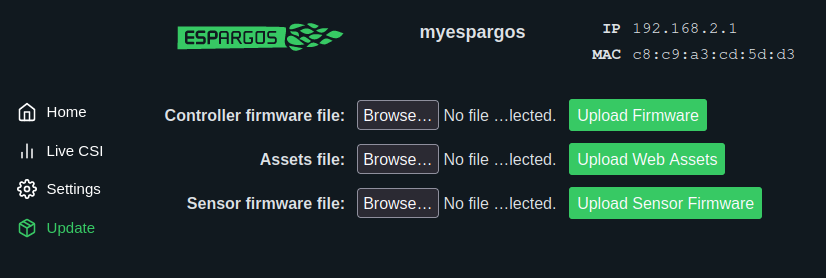 ESPARGOS
myespargos
IP 192.168.2.1
MAC c8:c9:a3:cd:5d:d3
Home
Live CSI
Settings
Update
Controller firmware file: Browse… No file …lected. Upload Firmware
Assets file: Browse… No file …lected. Upload Web Assets
Sensor firmware file: Browse… No file …lected. Upload Sensor Firmware